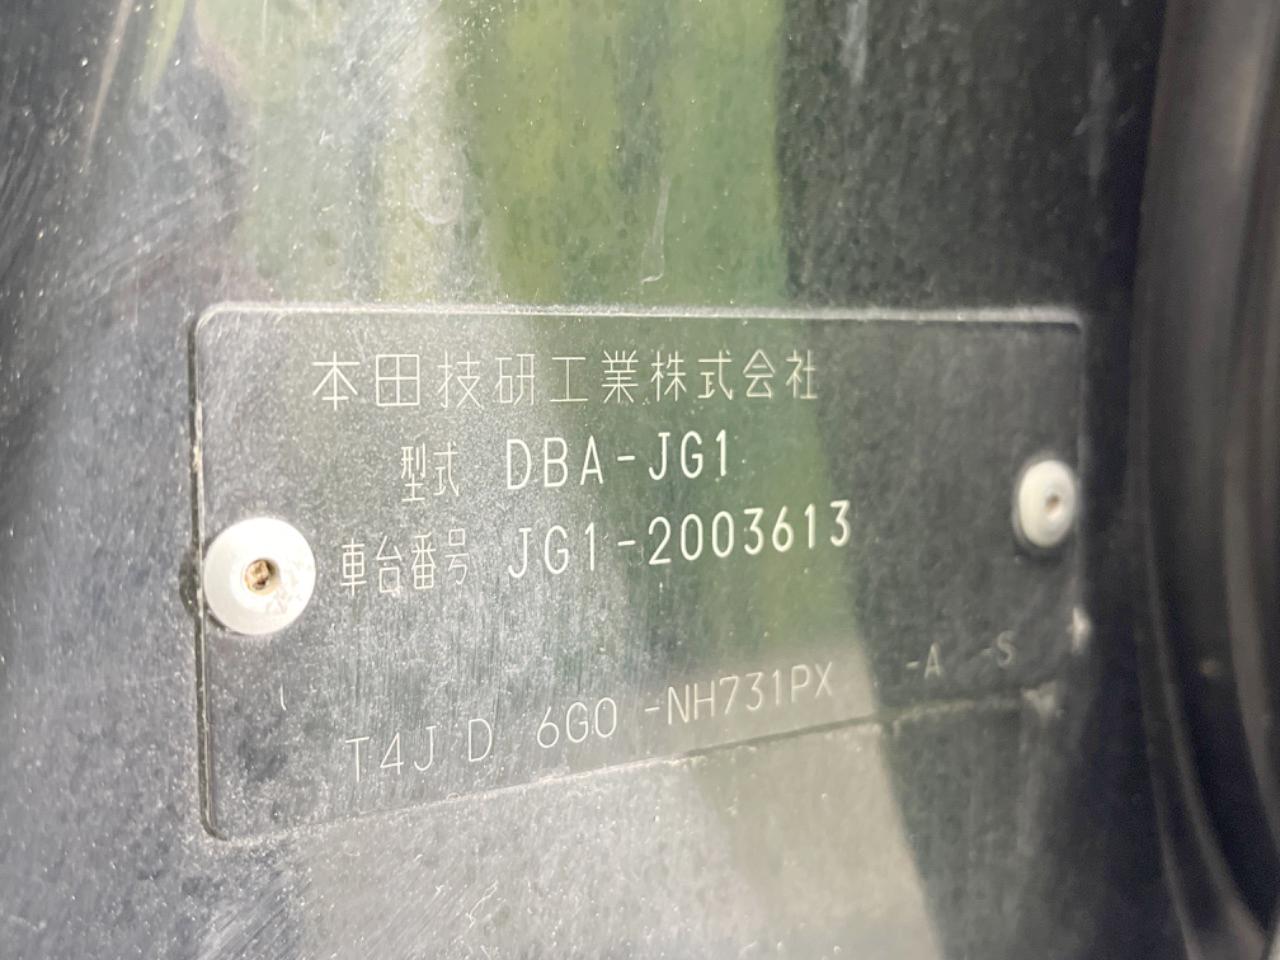 本田技研工業株式会社
型式 DBA-JG1
車台番号 JG1-2003613
T4J D 6G0 -NH731PX -A -S